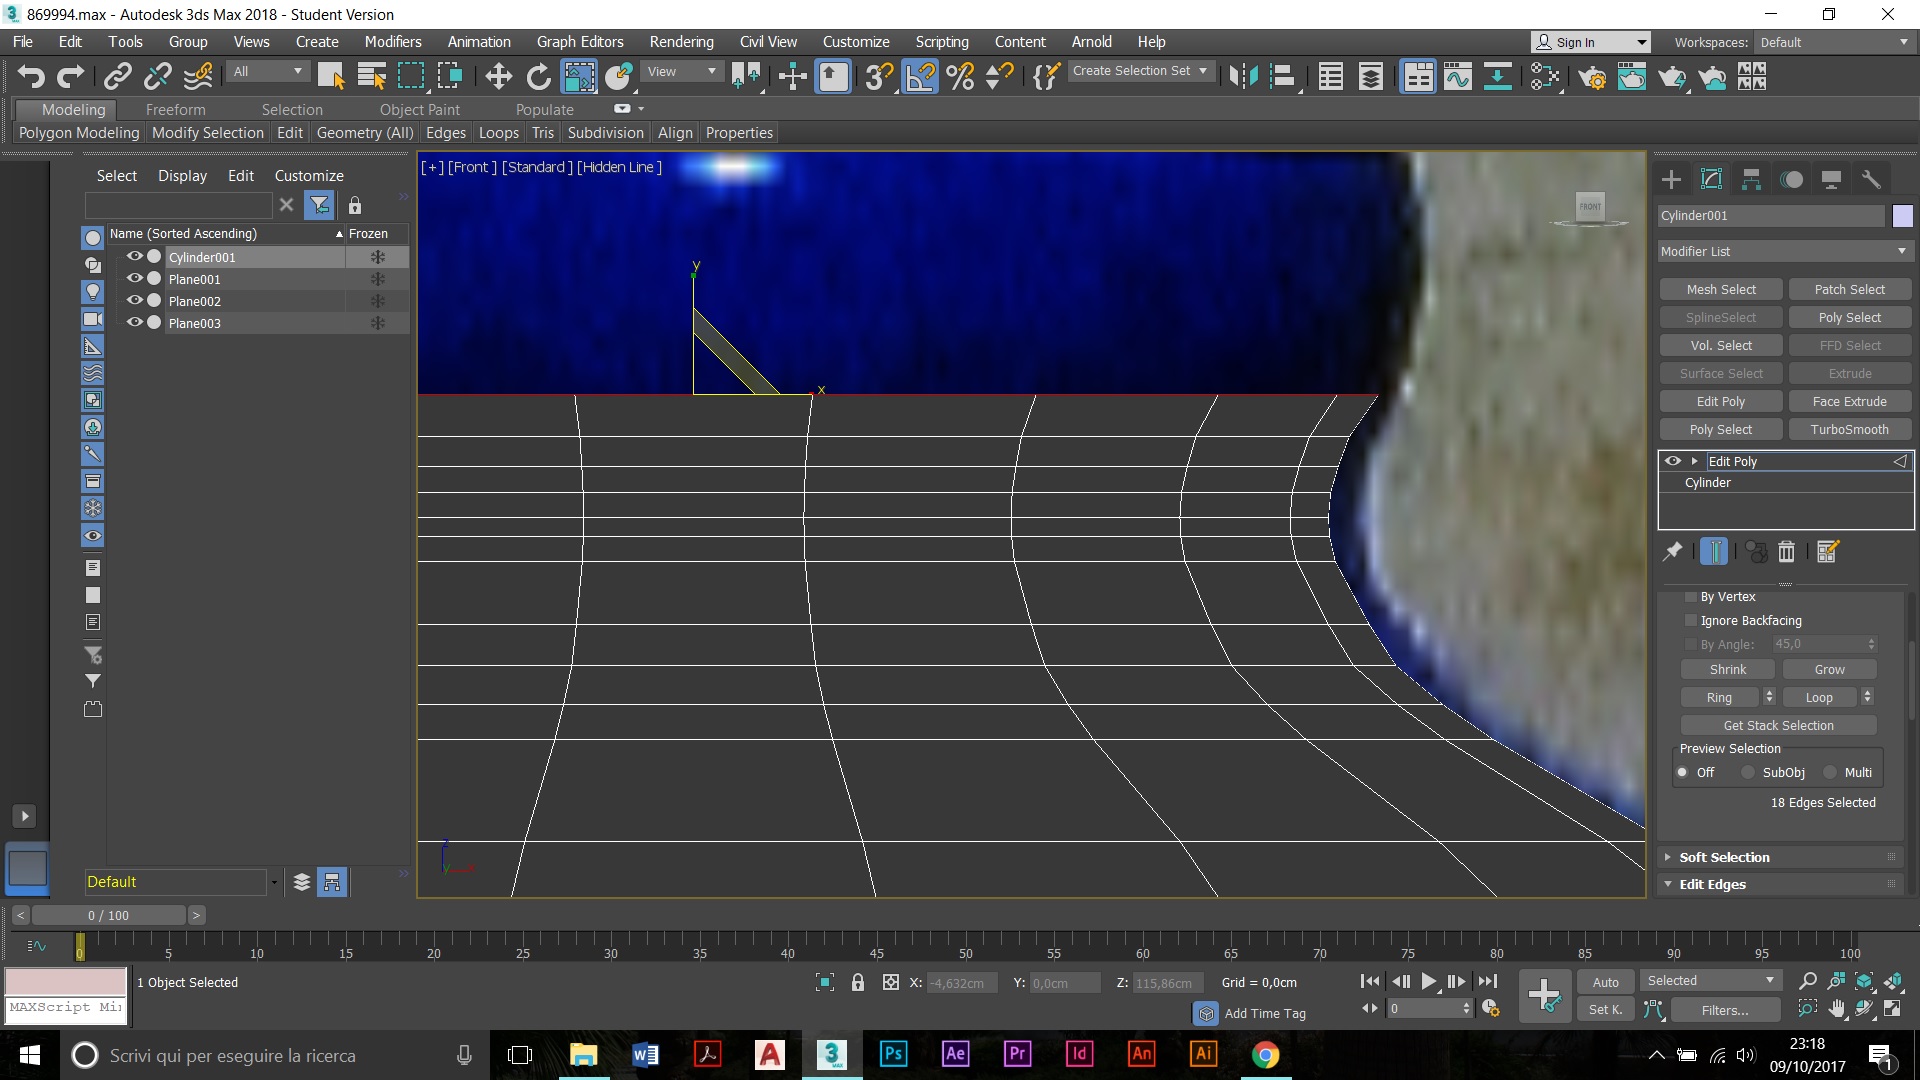 869994.max - Autodesk 3ds Max 2018 - Student Version
File Edit Tools Group Views Create Modifiers Animation Graph Editors Rendering Civil View Customize Scripting Content Arnold Help Sign In Workspaces: Default
All View Create Selection Set
Modeling Freeform Selection Object Paint Populate
Polygon Modeling Modify Selection Edit Geometry (All) Edges Loops Tris Subdivision Align Properties
Select Display Edit Customize
Name (Sorted Ascending) Frozen
Cylinder001
Plane001
Plane002
Plane003
Default
[+] [Front ] [Standard ] [Hidden Line ]
FRONT
y
x
z
Cylinder001
Modifier List
Mesh Select Patch Select
SplineSelect Poly Select
Vol. Select FFD Select
Surface Select Extrude
Edit Poly Face Extrude
Poly Select TurboSmooth
Edit Poly
Cylinder
By Vertex
Ignore Backfacing
By Angle: 45,0
Shrink Grow
Ring Loop
Get Stack Selection
Preview Selection
Off SubObj Multi
18 Edges Selected
Soft Selection
Edit Edges
< 0 / 100 >
0 5 10 15 20 25 30 35 40 45 50 55 60 65 70 75 80 85 90 95 100
1 Object Selected X: -4,632cm Y: 0,0cm Z: 115,86cm Grid = 0,0cm Auto Selected
MAXScript Mi Add Time Tag 0 Set K. Filters...
Scrivi qui per eseguire la ricerca Ps Ae Pr Id An Ai
23:18
09/10/2017
1